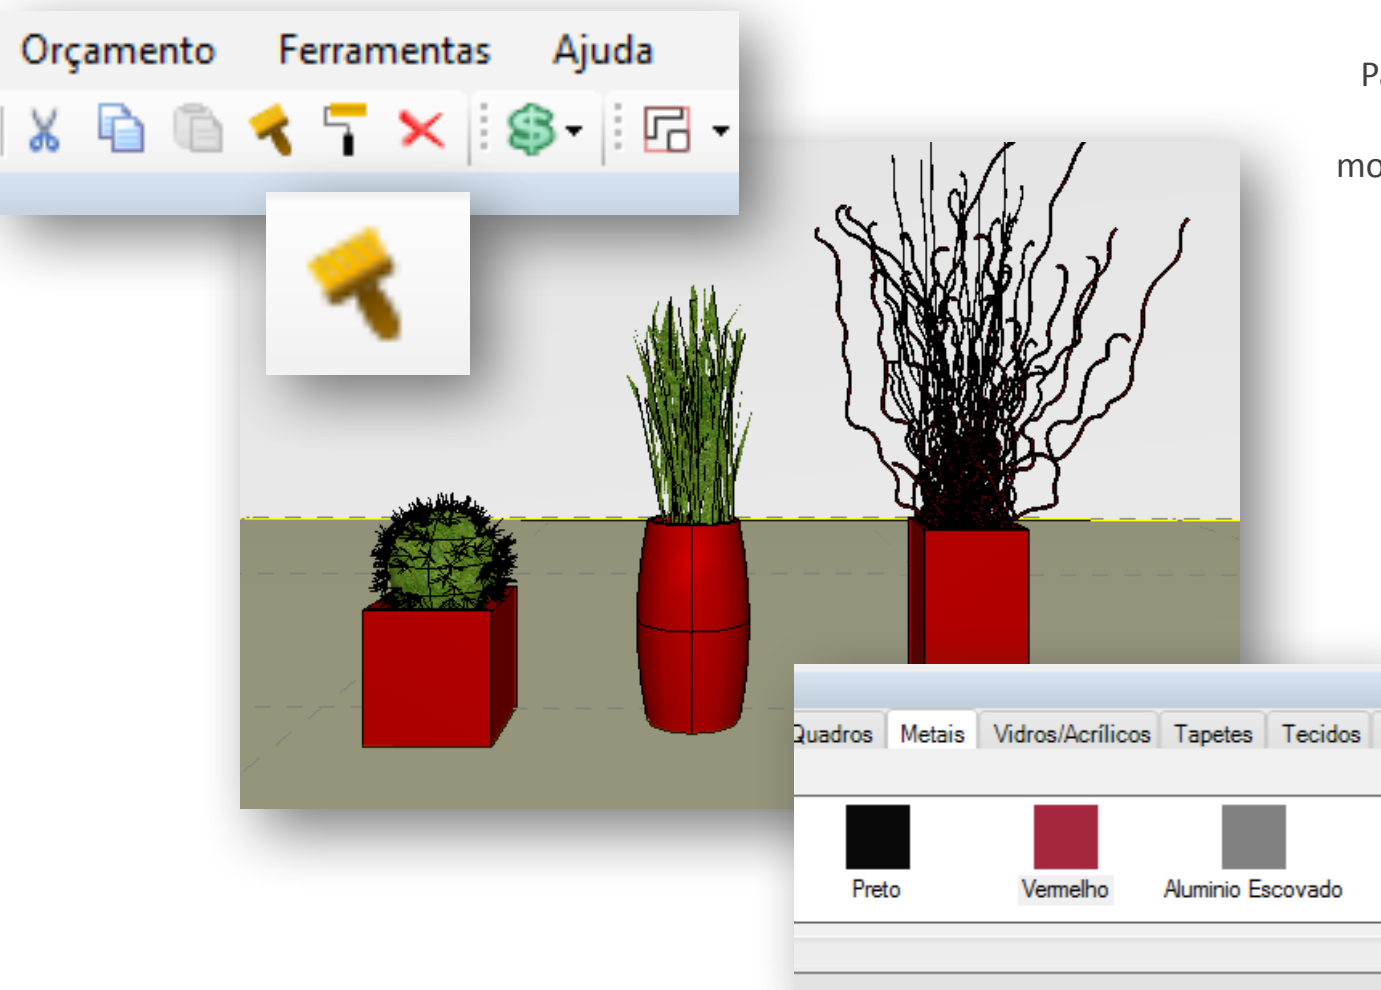 Orçamento Ferramentas Ajuda
Quadros Metais Vidros/Acrílicos Tapetes Tecidos
Preto Vermelho Aluminio Escovado